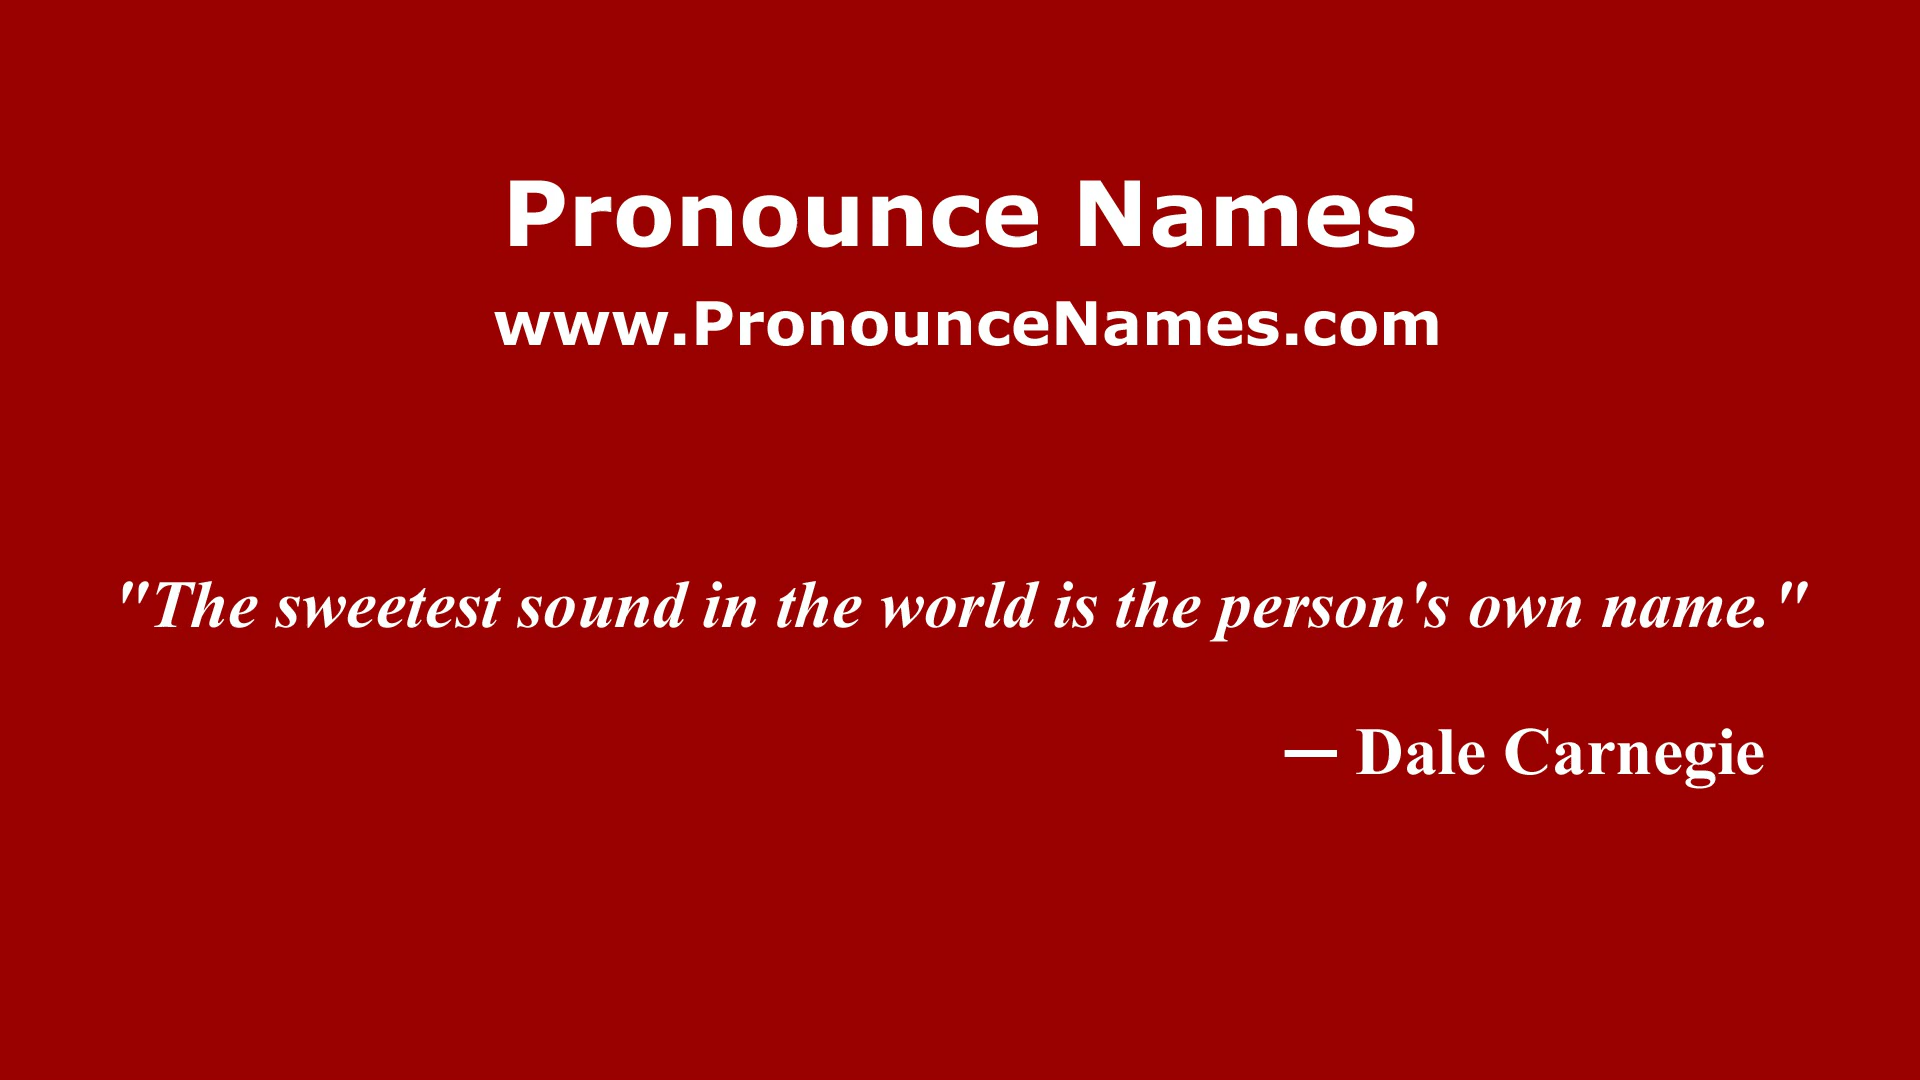 Pronounce Names
www.PronounceNames.com
"The sweetest sound in the world is the person's own name."
— Dale Carnegie